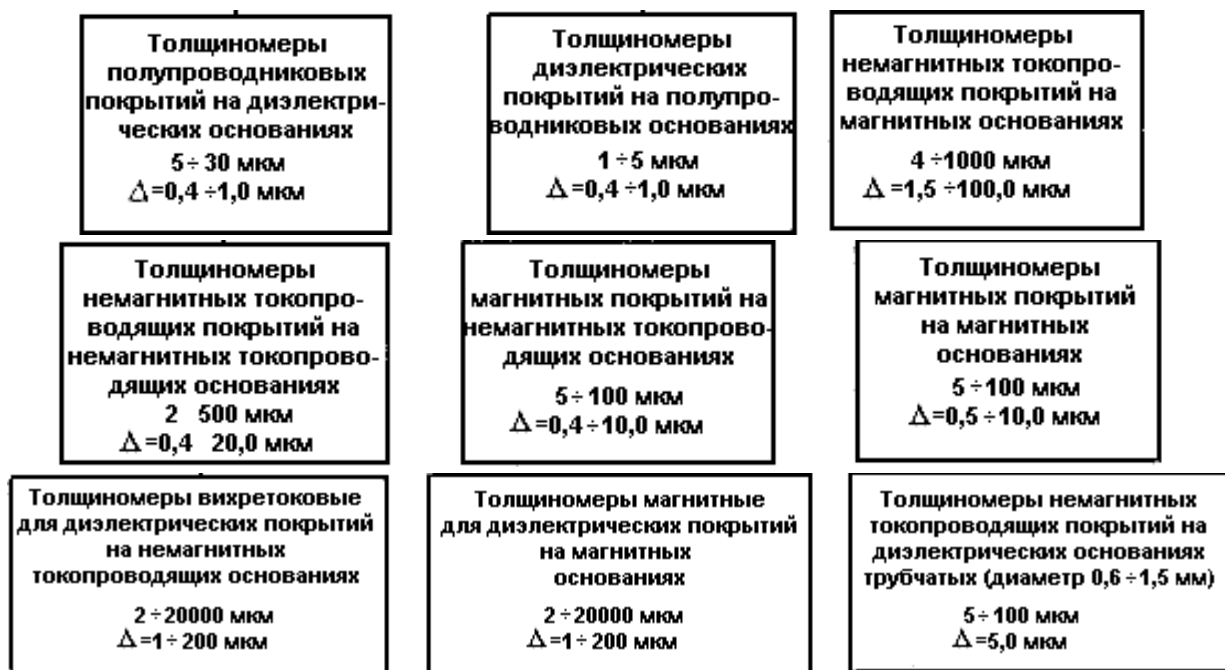 Толщиномеры
полупроводниковых
покрытий на диэлектри-
ческих основаниях
5÷ 30 мкм
Δ=0,4 ÷1,0 мкм
Толщиномеры
диэлектрических
покрытий на полупро-
водниковых основаниях
1 ÷5 мкм
Δ=0,4 ÷1,0 мкм
Толщиномеры
немагнитных токопро-
водящих покрытий на
магнитных основаниях
4 ÷1000 мкм
Δ =1,5 ÷100,0 мкм
Толщиномеры
немагнитных токопро-
водящих покрытий на
немагнитных токопрово-
дящих основаниях
2 500 мкм
Δ=0,4 20,0 мкм
Толщиномеры
магнитных покрытий на
немагнитных токопрово-
дящих основаниях
5÷100 мкм
Δ=0,4÷10,0 мкм
Толщиномеры
магнитных покрытий
на магнитных
основаниях
5 ÷100 мкм
Δ=0,5 ÷10,0 мкм
Толщиномеры вихретоковые
для диэлектрических покрытий
на немагнитных
токопроводящих основаниях
2 ÷20000 мкм
Δ=1÷ 200 мкм
Толщиномеры магнитные
для диэлектрических покрытий
на магнитных
основаниях
2 ÷20000 мкм
Δ=1÷ 200 мкм
Толщиномеры немагнитных
токопроводящих покрытий на
диэлектрических основаниях
трубчатых (диаметр 0,6 ÷1,5 мм)
5÷ 100 мкм
Δ=5,0 мкм